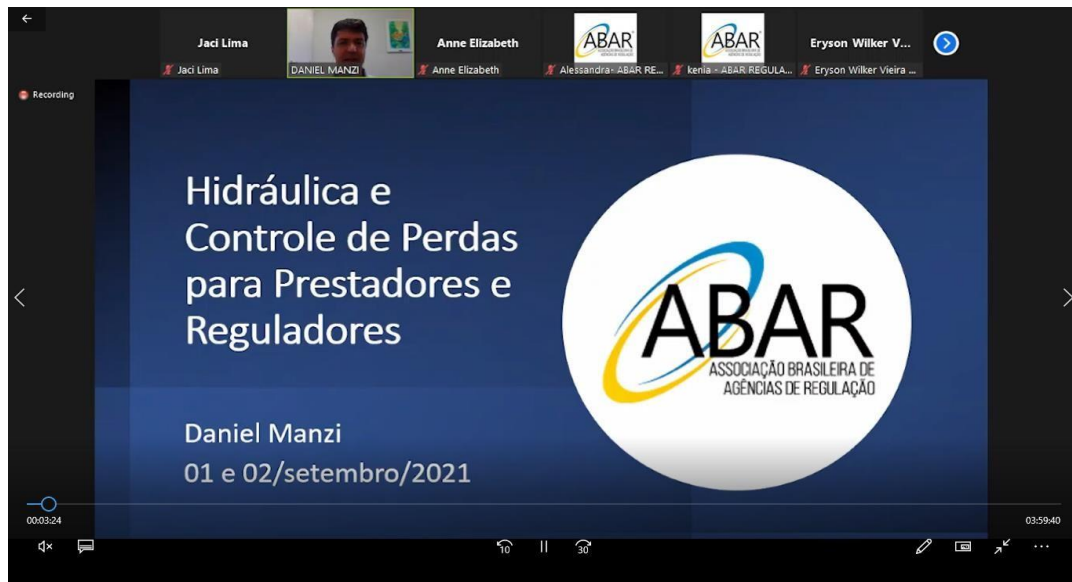 Jaci Lima
Anne Elizabeth
ABAR
ABAR
Eryson Wilker V...
Jaci Lima
DANIEL MANZI
Anne Elizabeth
Alessandra- ABAR RE...
kenia - ABAR REGULA...
Eryson Wilker Vieira ...
Recording
Hidráulica e
Controle de Perdas
para Prestadores e
Reguladores
ABAR
ASSOCIAÇÃO BRASILEIRA DE
AGÊNCIAS DE REGULAÇÃO
Daniel Manzi
01 e 02/setembro/2021
00:03:24
03:59:40
10
30